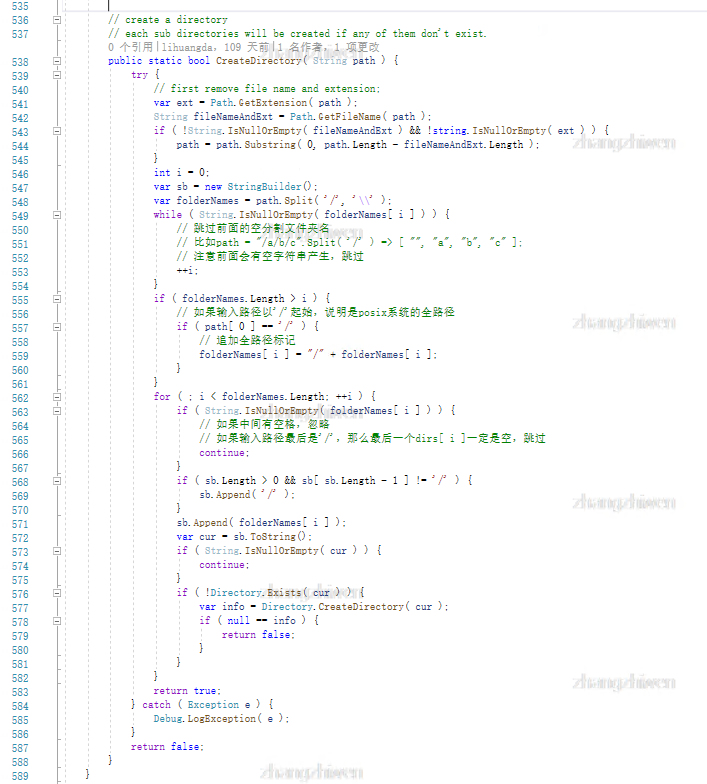 535
536 // create a directory
537 // each sub directories will be created if any of them don't exist.
0 个引用|lihuangda，109 天前|1 名作者，1 项更改
538 public static bool CreateDirectory( String path ) {
539 try {
540 // first remove file name and extension;
541 var ext = Path.GetExtension( path );
542 String fileNameAndExt = Path.GetFileName( path );
543 if ( !String.IsNullOrEmpty( fileNameAndExt ) && !string.IsNullOrEmpty( ext ) ) {
544 path = path.Substring( 0, path.Length - fileNameAndExt.Length );
545 }
546 int i = 0;
547 var sb = new StringBuilder();
548 var folderNames = path.Split( '/', '\\' );
549 while ( String.IsNullOrEmpty( folderNames[ i ] ) ) {
550 // 跳过前面的空分割文件夹名
551 // 比如path = "/a/b/c".Split( '/' ) => [ "", "a", "b", "c" ];
552 // 注意前面会有空字符串产生，跳过
553 ++i;
554 }
555 if ( folderNames.Length > i ) {
556 // 如果输入路径以'/'起始，说明是posix系统的全路径
557 if ( path[ 0 ] == '/' ) {
558 // 追加全路径标记
559 folderNames[ i ] = "/" + folderNames[ i ];
560 }
561 }
562 for ( ; i < folderNames.Length; ++i ) {
563 if ( String.IsNullOrEmpty( folderNames[ i ] ) ) {
564 // 如果中间有空格，忽略
565 // 如果输入路径最后是'/'，那么最后一个dirs[ i ]一定是空，跳过
566 continue;
567 }
568 if ( sb.Length > 0 && sb[ sb.Length - 1 ] != '/' ) {
569 sb.Append( '/' );
570 }
571 sb.Append( folderNames[ i ] );
572 var cur = sb.ToString();
573 if ( String.IsNullOrEmpty( cur ) ) {
574 continue;
575 }
576 if ( !Directory.Exists( cur ) ) {
577 var info = Directory.CreateDirectory( cur );
578 if ( null == info ) {
579 return false;
580 }
581 }
582 }
583 return true;
584 } catch ( Exception e ) {
585 Debug.LogException( e );
586 }
587 return false;
588 }
589 }
zhangzhiwen
zhangzhiwen
zhangzhiwen
zhangzhiwen
zhangzhiwen
zhangzhiwen
zhangzhiwen
zhangzhiwen